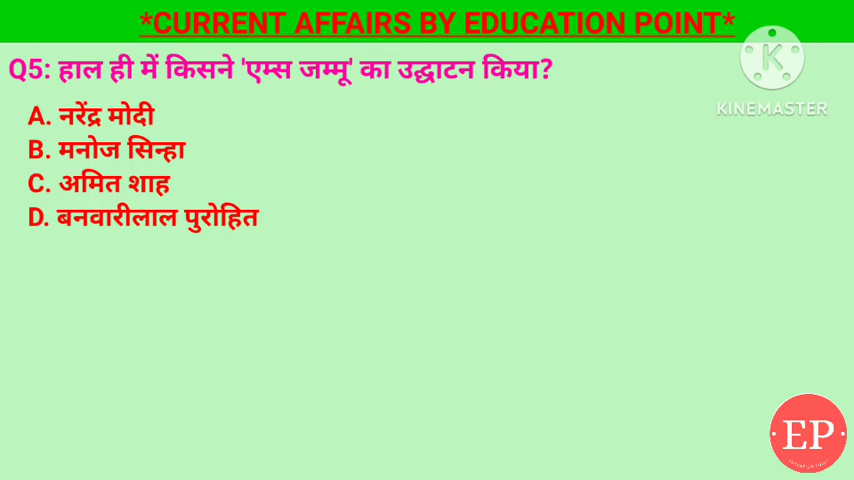 *CURRENT AFFAIRS BY EDUCATION POINT*
Q5: हाल ही में किसने 'एम्स जम्मू' का उद्घाटन किया?
A. नरेंद्र मोदी
B. मनोज सिन्हा
C. अमित शाह
D. बनवारीलाल पुरोहित
K
KINEMASTER
EP